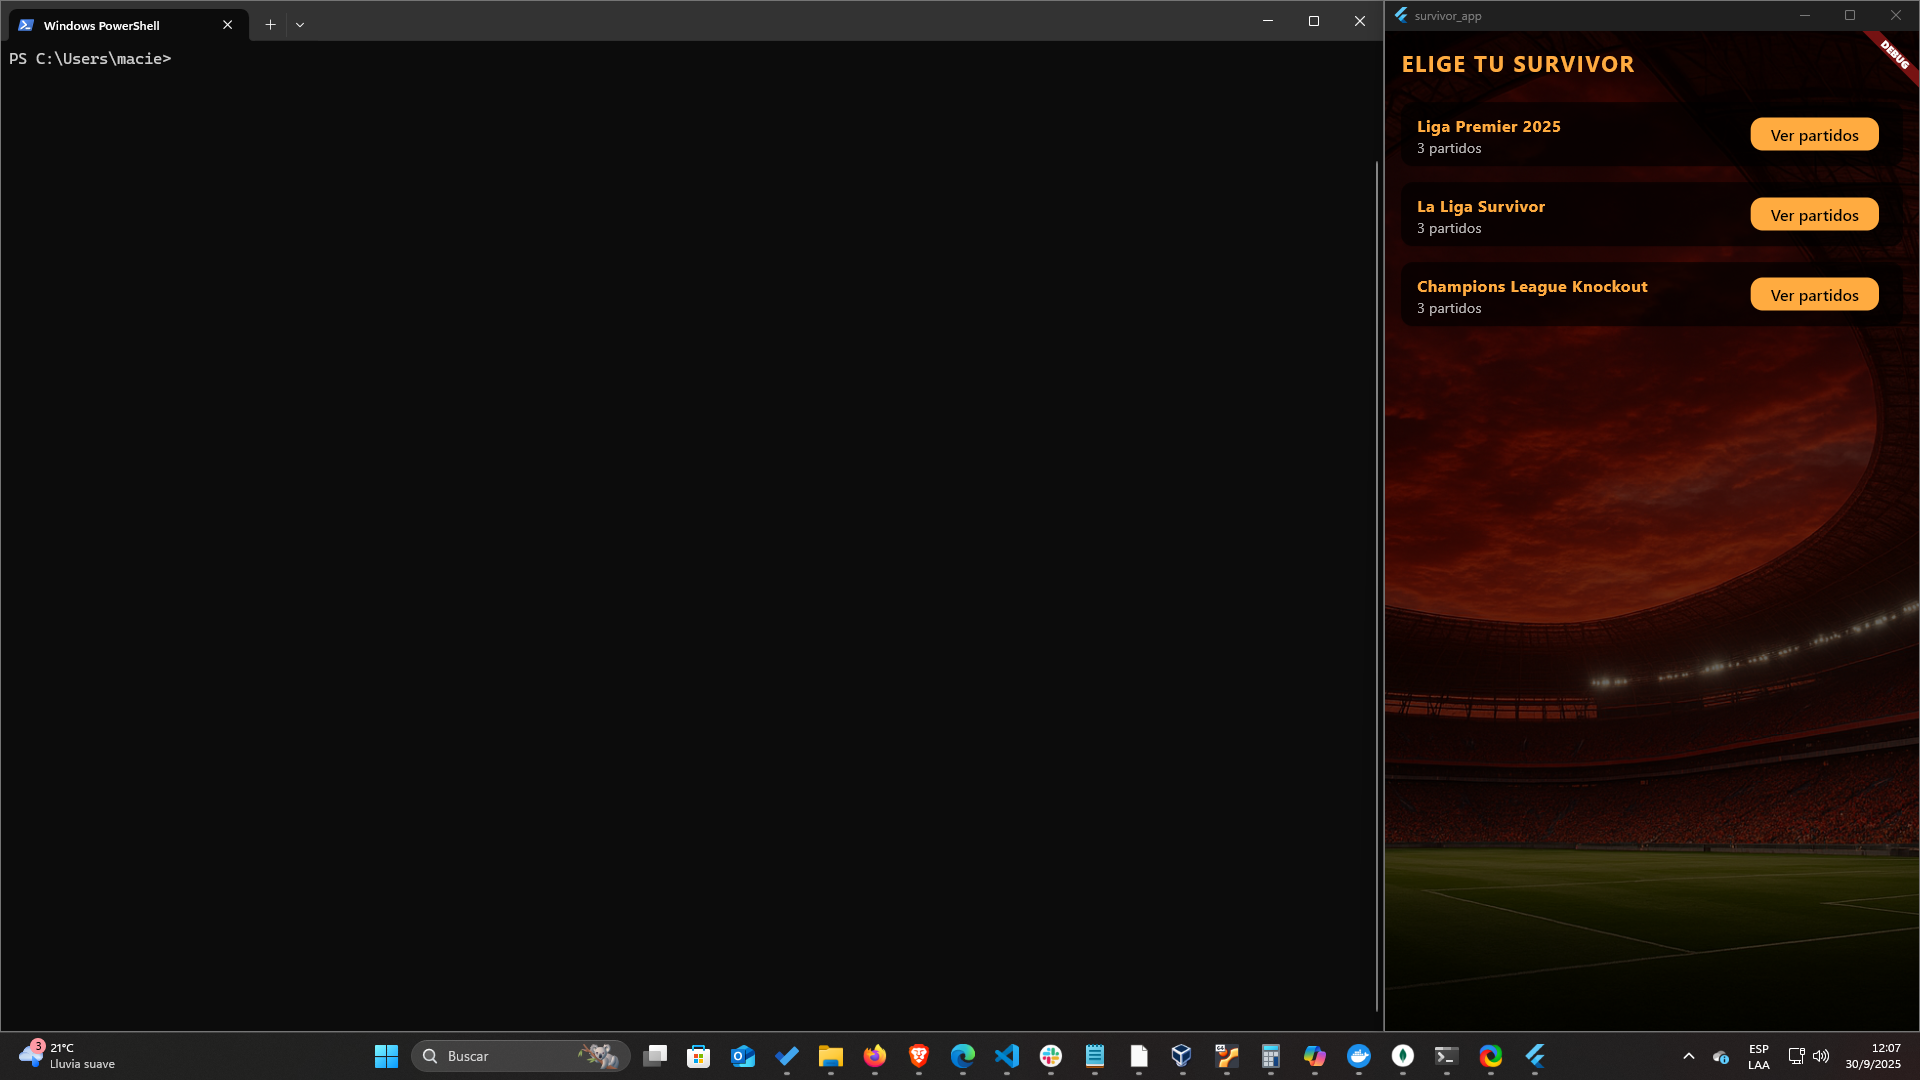 Windows PowerShell
PS C:\Users\macie>
survivor_app
DEBUG
ELIGE TU SURVIVOR
Liga Premier 2025
3 partidos
Ver partidos
La Liga Survivor
3 partidos
Ver partidos
Champions League Knockout
3 partidos
Ver partidos
3
21°C
Lluvia suave
Buscar
ESP
LAA
12:07
30/9/2025